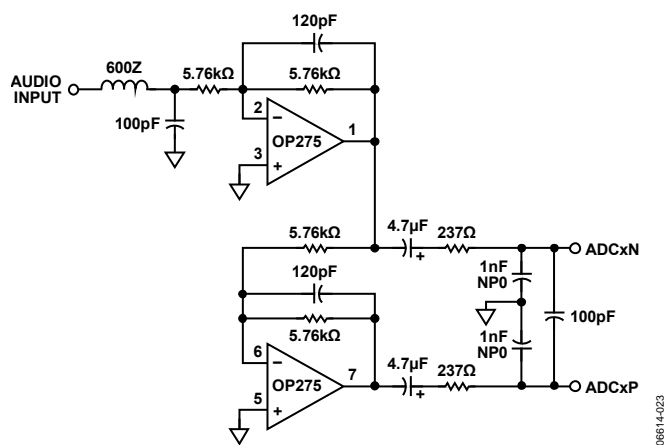 120pF
600Z
5.76kΩ
5.76kΩ
AUDIO
INPUT
100pF
2
–
1
OP275
3
+
5.76kΩ
4.7µF
+
237Ω
ADCxN
120pF
1nF
NP0
5.76kΩ
100pF
1nF
NP0
6
–
7
OP275
5
+
4.7µF
+
237Ω
ADCxP
06614-023